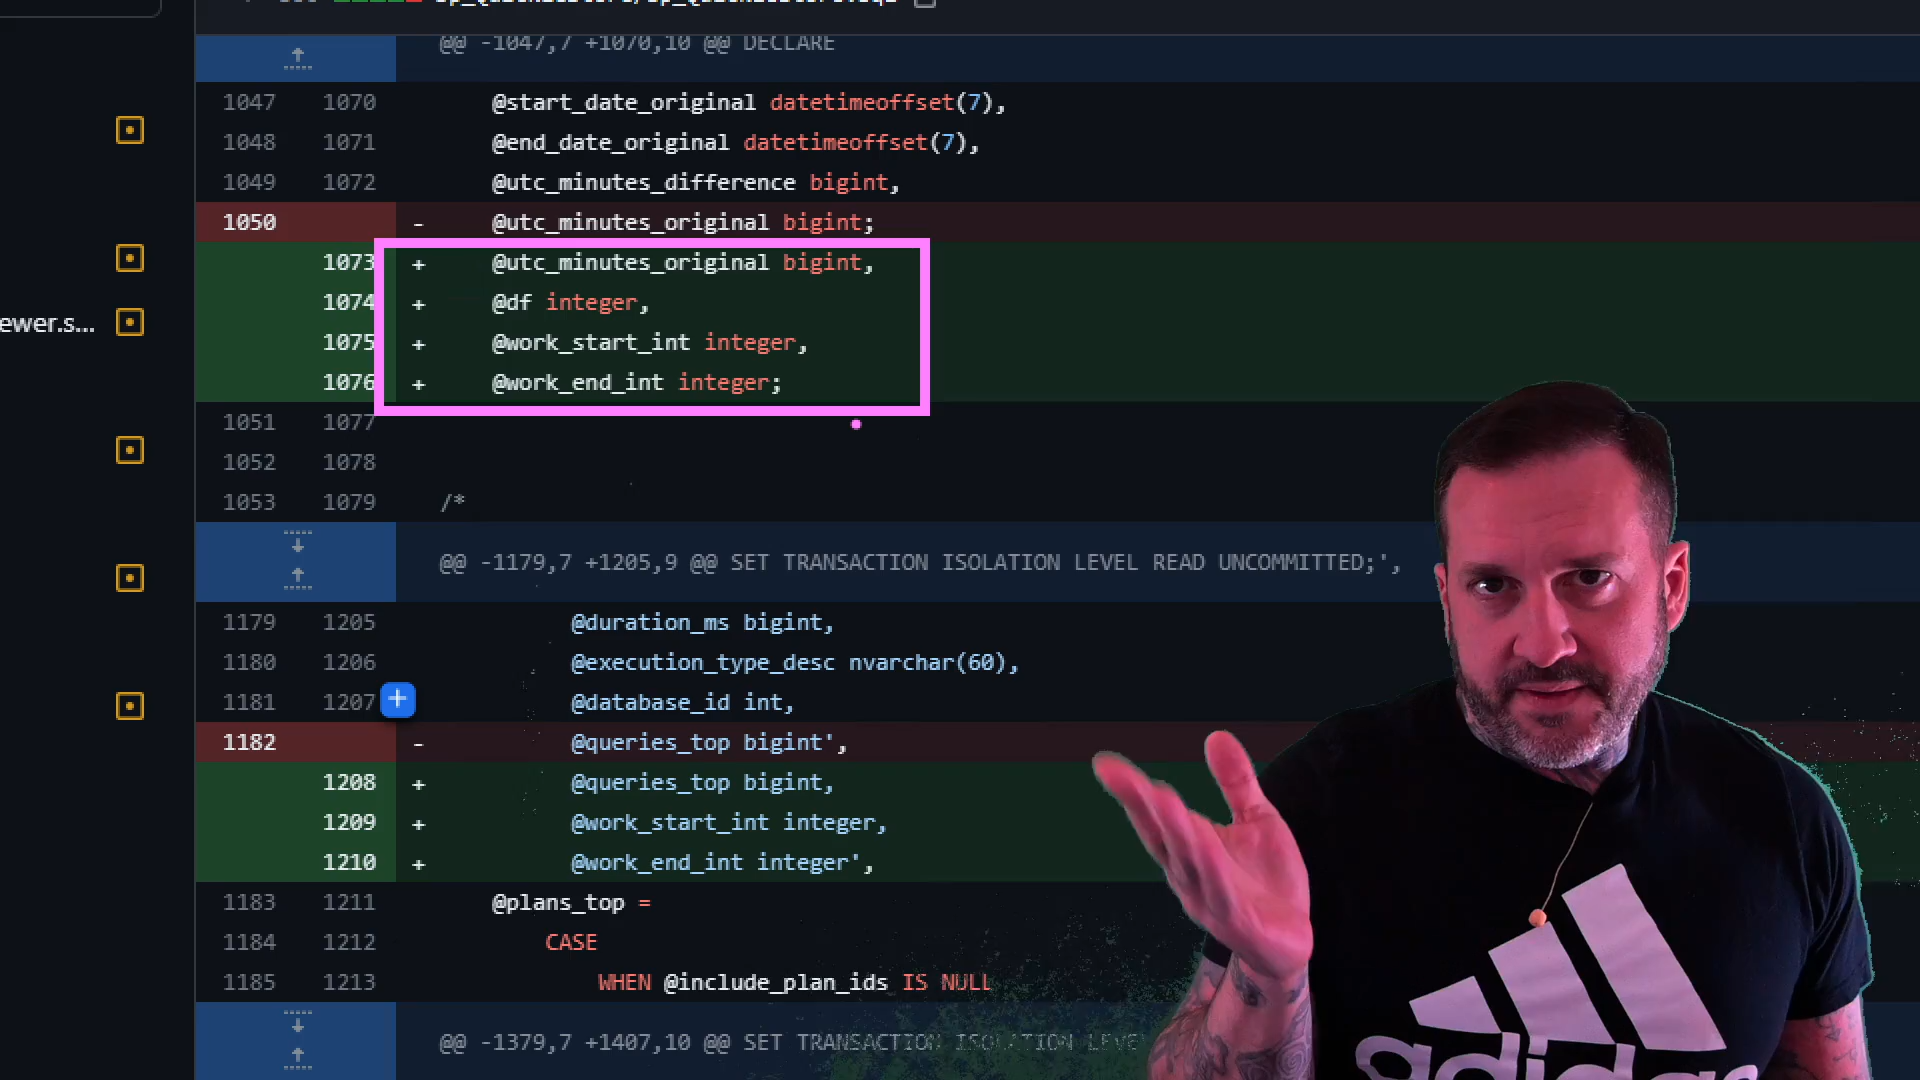 @@ -1047,7 +1070,10 @@ DECLARE
1047 1070 @start_date_original datetimeoffset(7),
1048 1071 @end_date_original datetimeoffset(7),
1049 1072 @utc_minutes_difference bigint,
1050 - @utc_minutes_original bigint;
1073 + @utc_minutes_original bigint,
1074 + @df integer,
ewer.s...
1075 + @work_start_int integer,
1076 + @work_end_int integer;
1051 1077
1052 1078
1053 1079 /*
@@ -1179,7 +1205,9 @@ SET TRANSACTION ISOLATION LEVEL READ UNCOMMITTED;',
1179 1205 @duration_ms bigint,
1180 1206 @execution_type_desc nvarchar(60),
1181 1207 + @database_id int,
1182 - @queries_top bigint',
1208 + @queries_top bigint,
1209 + @work_start_int integer,
1210 + @work_end_int integer',
1183 1211 @plans_top =
1184 1212 CASE
1185 1213 WHEN @include_plan_ids IS NULL
@@ -1379,7 +1407,10 @@ SET TRANSACTION ISOLATION LEVE
adidas